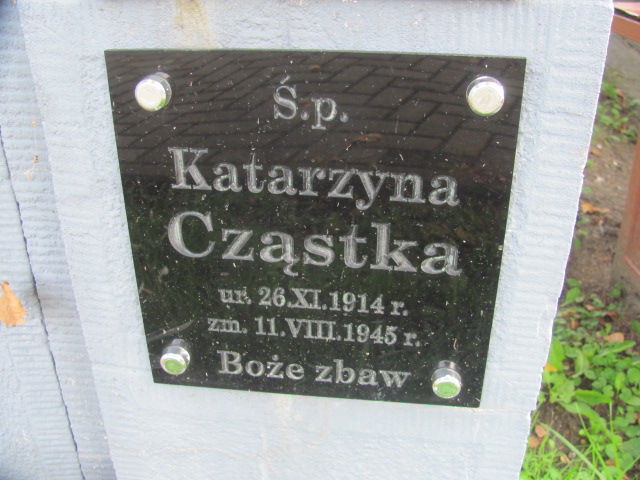 Ś.p.
Katarzyna
Cząstka
ur. 26.XI.1914 r.
zm. 11.VIII.1945 r.
Boże zbaw